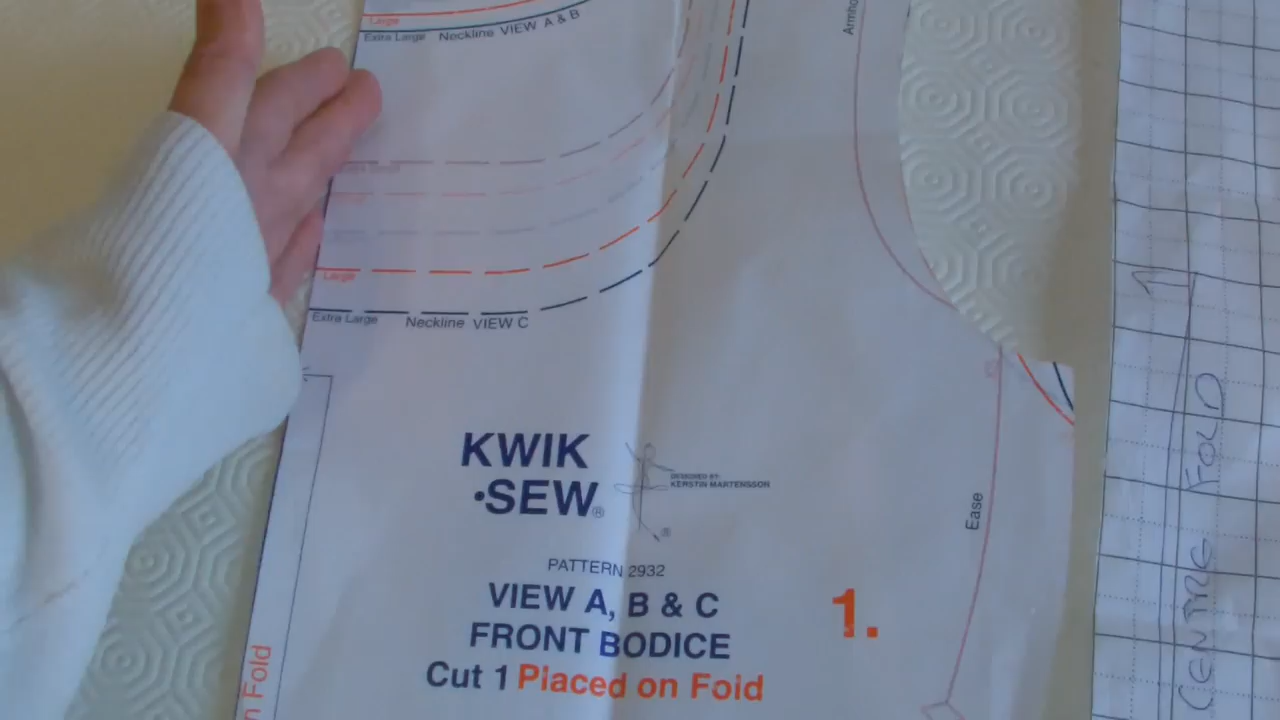 Large
Extra Large Neckline VIEW A & B
Large
Extra Large Neckline VIEW C
KWIK
•SEW®
DESIGNED BY:
KERSTIN MARTENSSON
®
PATTERN 2932
VIEW A, B & C
FRONT BODICE
Cut 1 Placed on Fold
1.
Ease
Fold
CENTRE FOLD